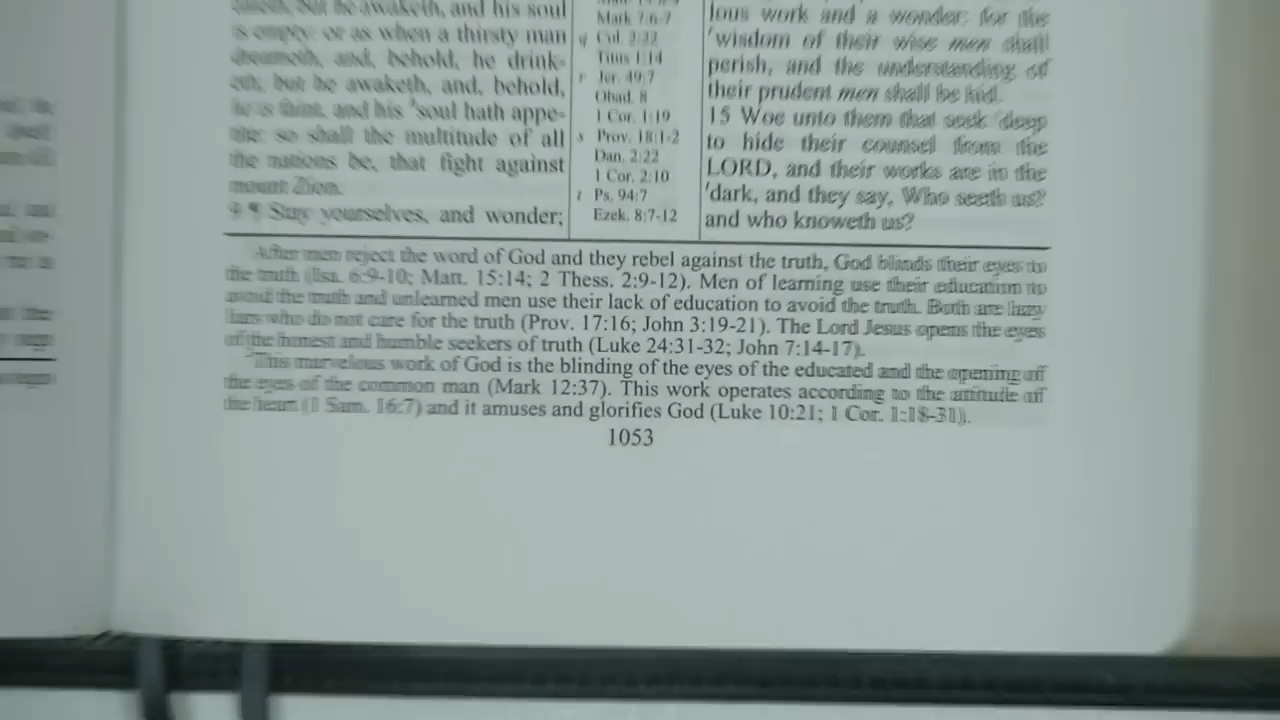 but he awaketh, and his soul
is empty: or as when a thirsty man
dreameth, and, behold, he drink-
eth, but he awaketh, and, behold,
he is faint, and his soul hath appe-
tite: so shall the multitude of all
the nations be, that fight against
mount Zion.
9 ¶ Stay yourselves, and wonder;
Mark 7:6-7
q Col. 2:22
Titus 1:14
r Jer. 49:7
Obad. 8
1 Cor. 1:19
s Prov. 18:1-2
Dan. 2:22
1 Cor. 2:10
t Ps. 94:7
Ezek. 8:7-12
lous work and a wonder: for the
rwisdom of their wise men shall
perish, and the understanding of
their prudent men shall be hid.
15 Woe unto them that seek sdeep
to hide their counsel from the
LORD, and their works are in the
tdark, and they say, Who seeth us?
and who knoweth us?
After men reject the word of God and they rebel against the truth, God blinds their eyes to
the truth (Isa. 6:9-10; Matt. 15:14; 2 Thess. 2:9-12). Men of learning use their education to
avoid the truth and unlearned men use their lack of education to avoid the truth. Both are lazy
liars who do not care for the truth (Prov. 17:16; John 3:19-21). The Lord Jesus opens the eyes
of the honest and humble seekers of truth (Luke 24:31-32; John 7:14-17).
This marvelous work of God is the blinding of the eyes of the educated and the opening of
the eyes of the common man (Mark 12:37). This work operates according to the attitude of
the heart (1 Sam. 16:7) and it amuses and glorifies God (Luke 10:21; 1 Cor. 1:18-31).
1053